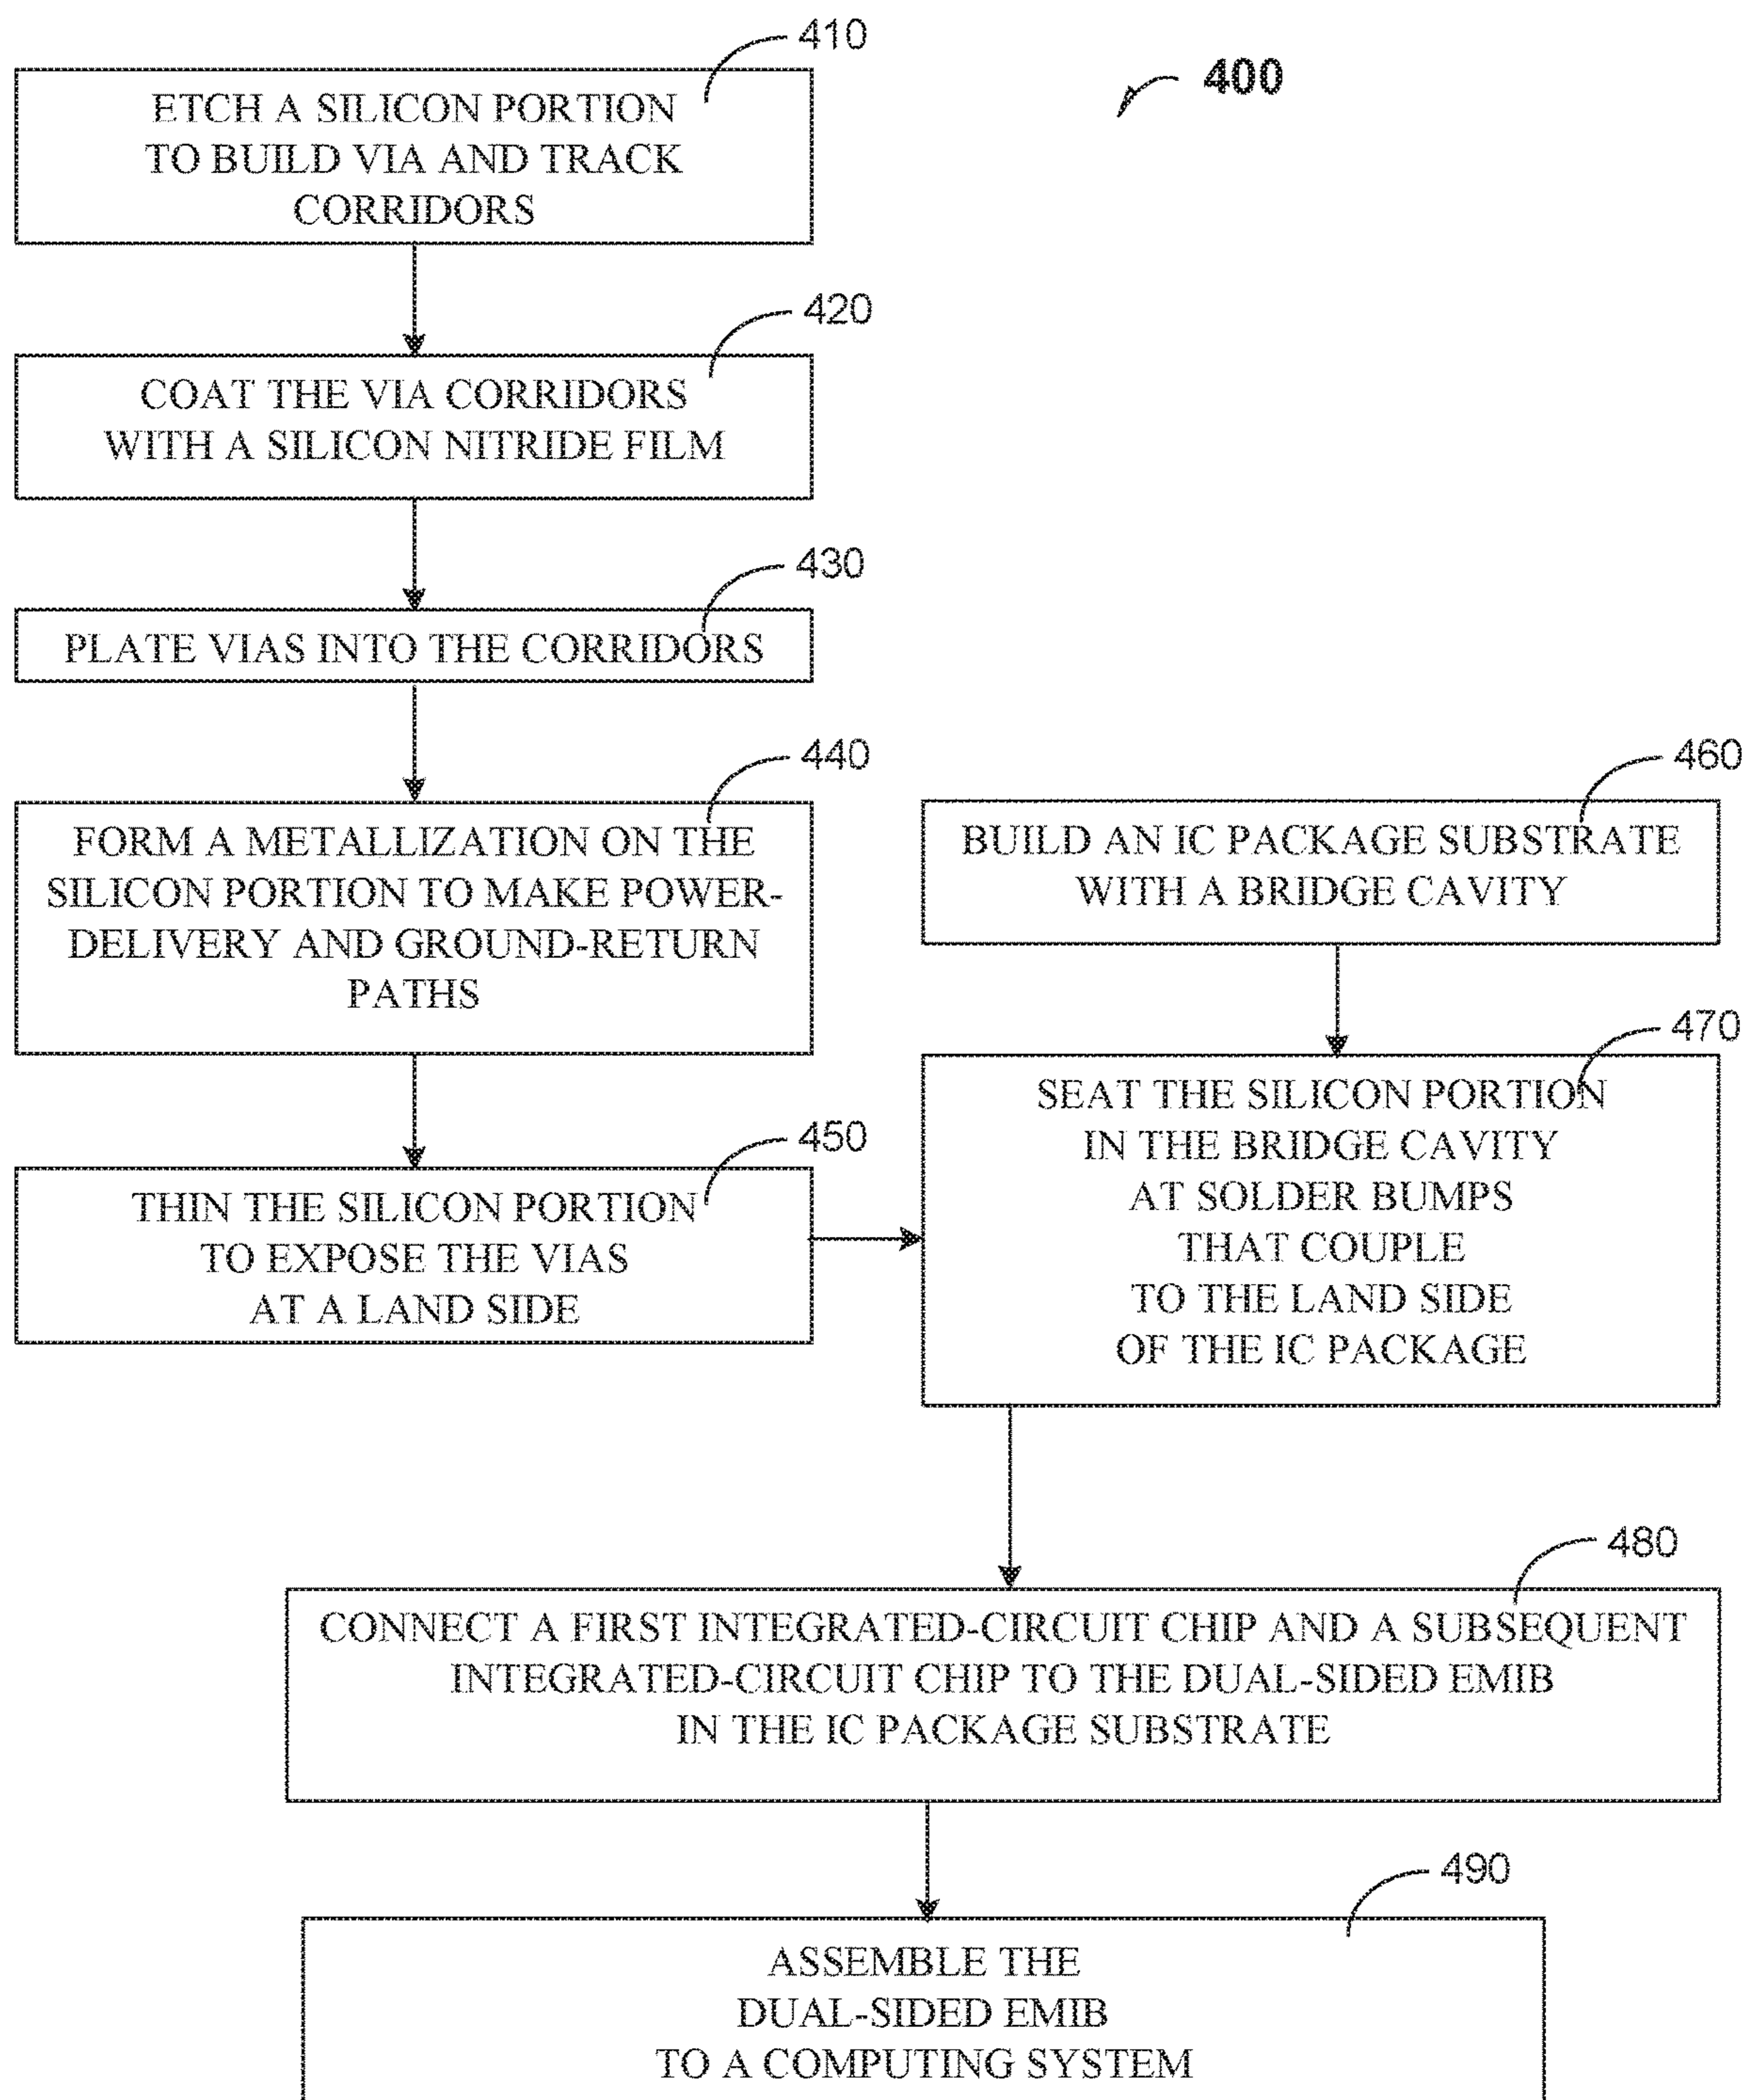 410
400
ETCH A SILICON PORTION
TO BUILD VIA AND TRACK
CORRIDORS
420
COAT THE VIA CORRIDORS
WITH A SILICON NITRIDE FILM
430
PLATE VIAS INTO THE CORRIDORS
440
FORM A METALLIZATION ON THE
SILICON PORTION TO MAKE POWER-
DELIVERY AND GROUND-RETURN
PATHS
450
THIN THE SILICON PORTION
TO EXPOSE THE VIAS
AT A LAND SIDE
460
BUILD AN IC PACKAGE SUBSTRATE
WITH A BRIDGE CAVITY
470
SEAT THE SILICON PORTION
IN THE BRIDGE CAVITY
AT SOLDER BUMPS
THAT COUPLE
TO THE LAND SIDE
OF THE IC PACKAGE
480
CONNECT A FIRST INTEGRATED-CIRCUIT CHIP AND A SUBSEQUENT
INTEGRATED-CIRCUIT CHIP TO THE DUAL-SIDED EMIB
IN THE IC PACKAGE SUBSTRATE
490
ASSEMBLE THE
DUAL-SIDED EMIB
TO A COMPUTING SYSTEM